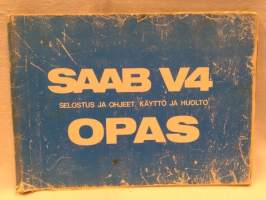 SAAB V4
SELOSTUS JA OHJEET, KÄYTTÖ JA HUOLTO
OPAS